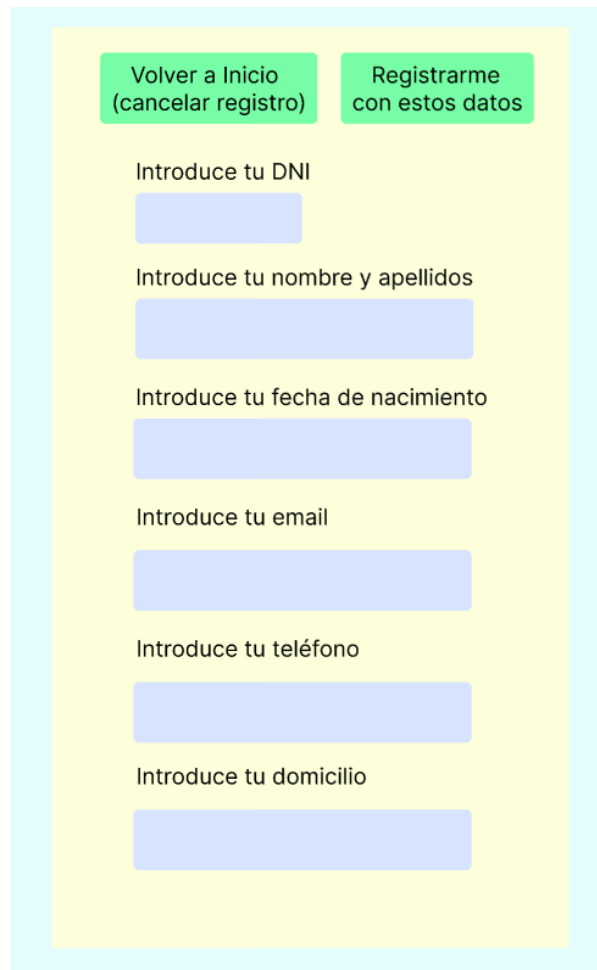 Volver a Inicio
(cancelar registro)
Registrarme
con estos datos
Introduce tu DNI
Introduce tu nombre y apellidos
Introduce tu fecha de nacimiento
Introduce tu email
Introduce tu teléfono
Introduce tu domicilio